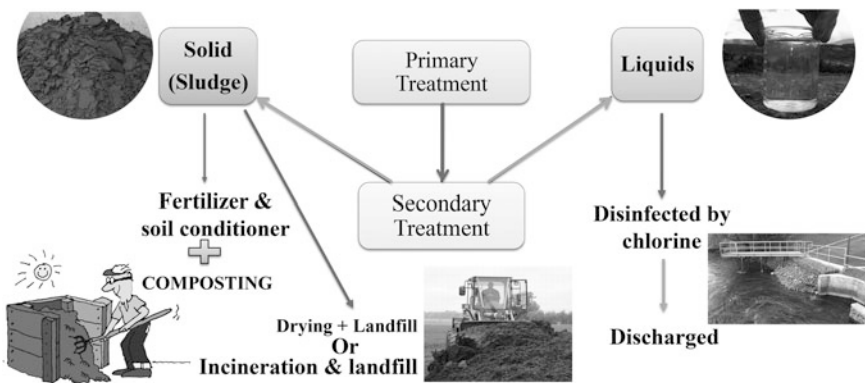 Solid
(Sludge)
Primary
Treatment
Liquids
Secondary
Treatment
Fertilizer &
soil conditioner
COMPOSTING
Drying + Landfill
Or
Incineration & landfill
Disinfected by
chlorine
Discharged